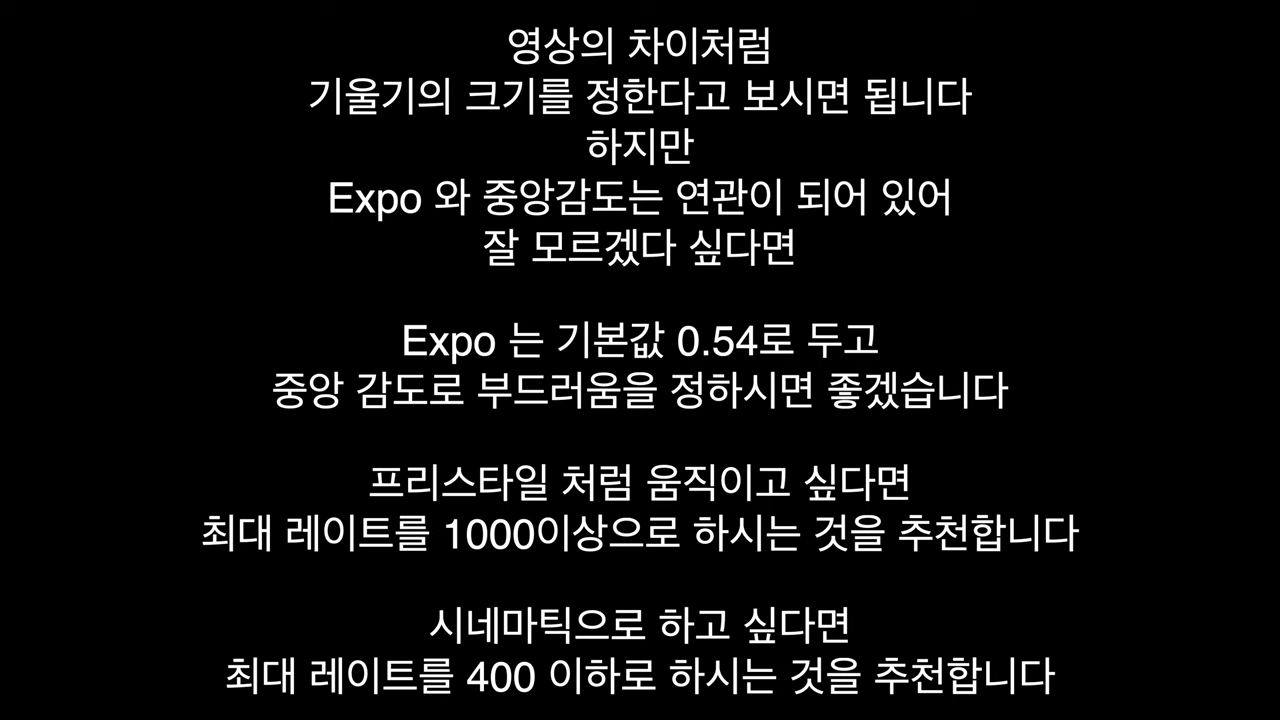 영상의 차이처럼
기울기의 크기를 정한다고 보시면 됩니다
하지만
Expo 와 중앙감도는 연관이 되어 있어
잘 모르겠다 싶다면
Expo 는 기본값 0.54로 두고
중앙 감도로 부드러움을 정하시면 좋겠습니다
프리스타일 처럼 움직이고 싶다면
최대 레이트를 1000이상으로 하시는 것을 추천합니다
시네마틱으로 하고 싶다면
최대 레이트를 400 이하로 하시는 것을 추천합니다